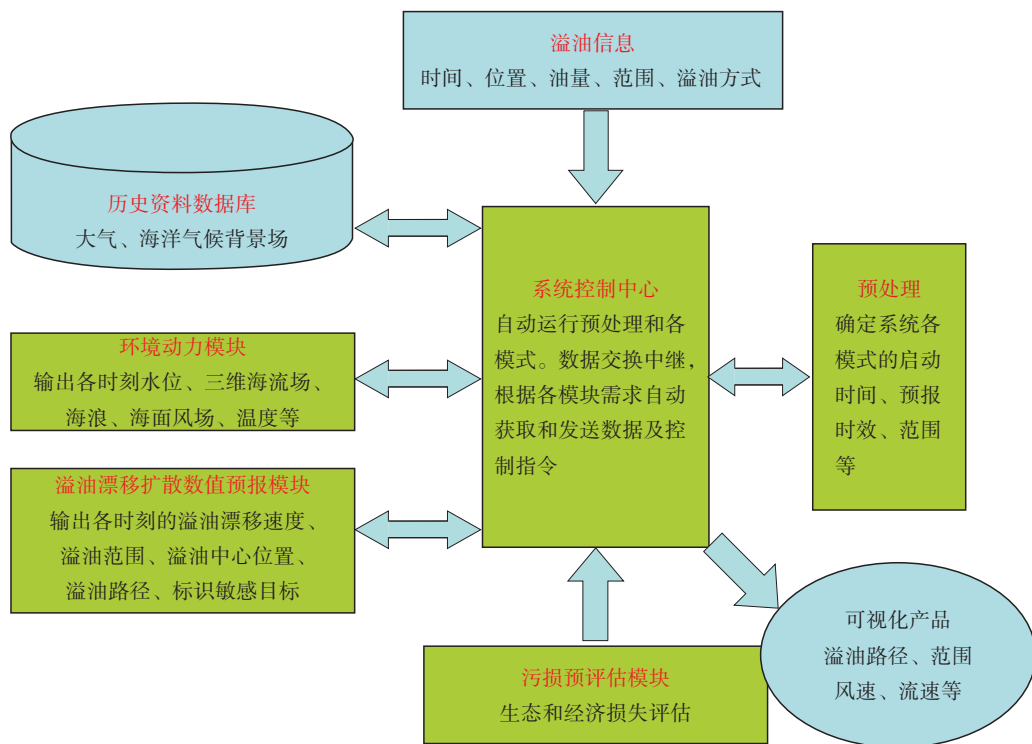 溢油信息
时间、位置、油量、范围、溢油方式
历史资料数据库
大气、海洋气候背景场
系统控制中心
自动运行预处理和各
模式。数据交换中继，
根据各模块需求自动
获取和发送数据及控
制指令
预处理
确定系统各
模式的启动
时间、预报
时效、范围
等
环境动力模块
输出各时刻水位、三维海流场、
海浪、海面风场、温度等
溢油漂移扩散数值预报模块
输出各时刻的溢油漂移速度、
溢油范围、溢油中心位置、
溢油路径、标识敏感目标
污损预评估模块
生态和经济损失评估
可视化产品
溢油路径、范围
风速、流速等